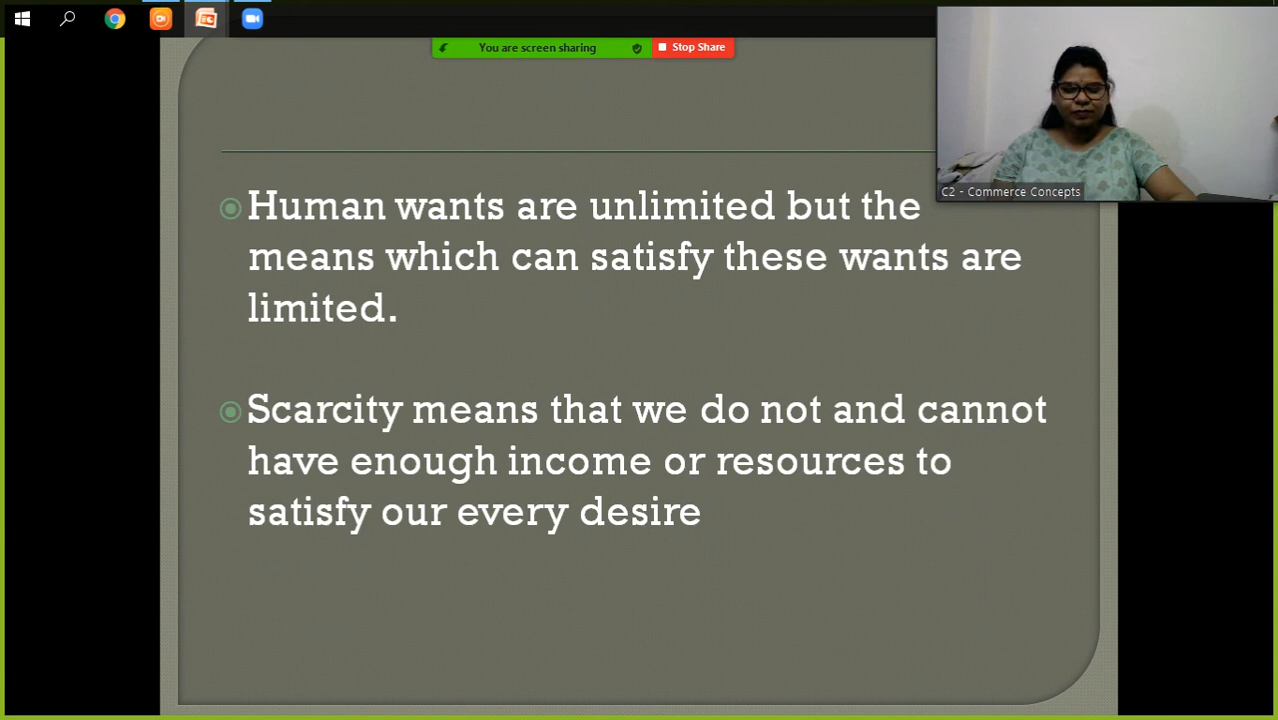 You are screen sharing
Stop Share
C2 - Commerce Concepts
Human wants are unlimited but the
means which can satisfy these wants are
limited.
Scarcity means that we do not and cannot
have enough income or resources to
satisfy our every desire